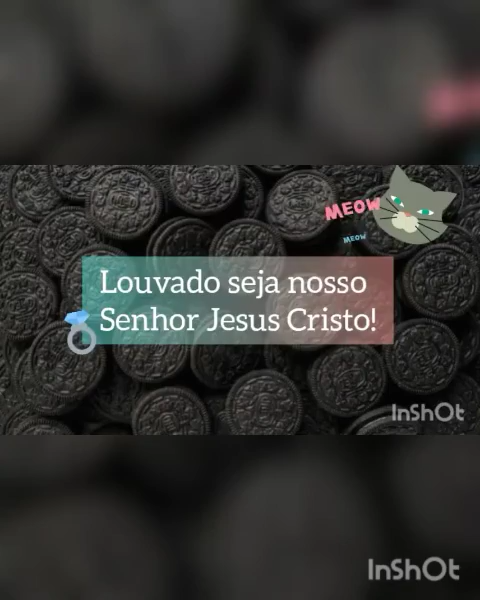 MEOW
MEOW
Louvado seja nosso
Senhor Jesus Cristo!
InShOt
InShOt